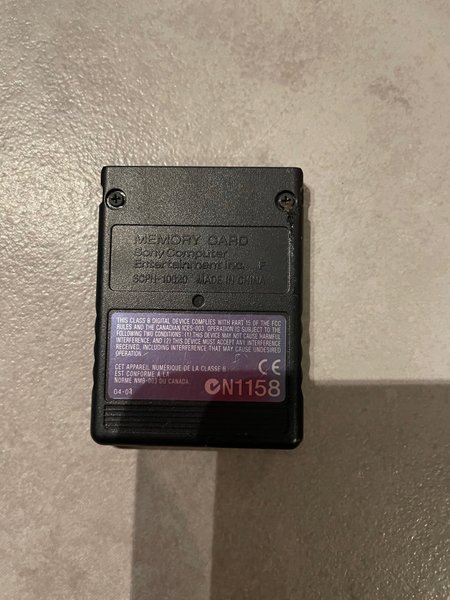 MEMORY CARD
Sony Computer
Entertainment Inc. F
SCPH-10020 MADE IN CHINA
THIS CLASS B DIGITAL DEVICE COMPLIES WITH PART 15 OF THE FCC
RULES AND THE CANADIAN ICES-003. OPERATION IS SUBJECT TO THE
FOLLOWING TWO CONDITIONS: (1) THIS DEVICE MAY NOT CAUSE HARMFUL
INTERFERENCE, AND (2) THIS DEVICE MUST ACCEPT ANY INTERFERENCE
RECEIVED, INCLUDING INTERFERENCE THAT MAY CAUSE UNDESIRED
OPERATION.
CET APPAREIL NUMÉRIQUE DE LA CLASSE B
EST CONFORME A LA
NORME NMB-003 DU CANADA.
CE
N1158